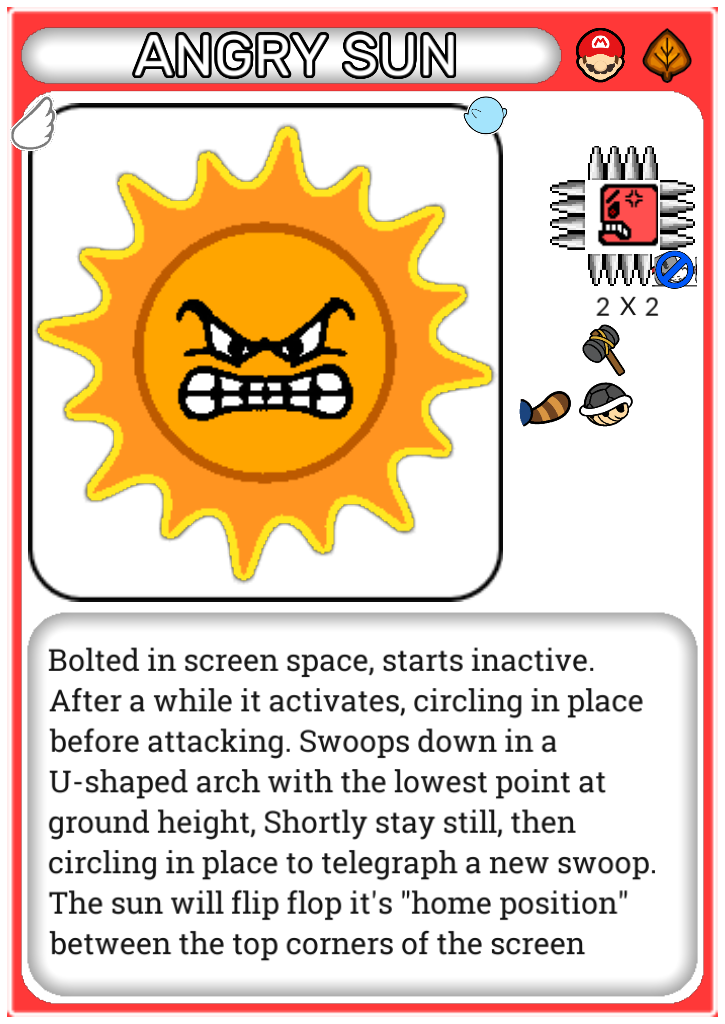 ANGRY SUN
M
2 X 2
Bolted in screen space, starts inactive.
After a while it activates, circling in place
before attacking. Swoops down in a
U-shaped arch with the lowest point at
ground height, Shortly stay still, then
circling in place to telegraph a new swoop.
The sun will flip flop it's "home position"
between the top corners of the screen